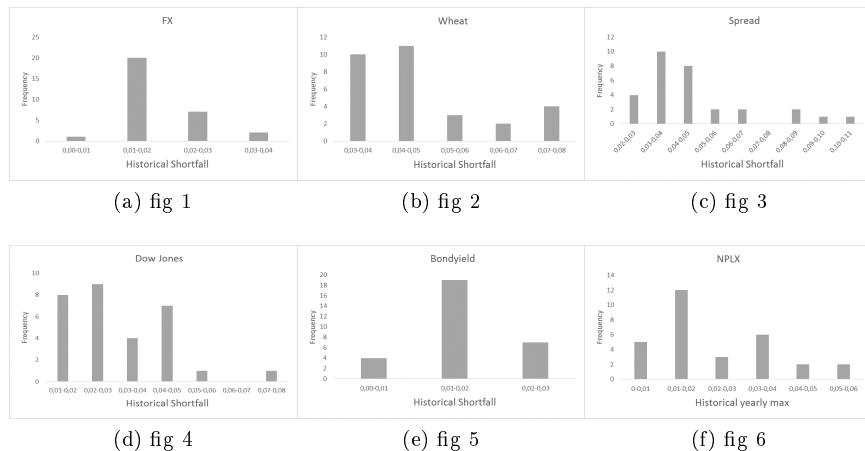 FX
25
20
15
10
5
0
Frequency
0,00-0,01 0,01-0,02 0,02-0,03 0,03-0,04
Historical Shortfall
(a) fig 1
Wheat
12
10
8
6
4
2
0
Frequency
0,03-0,04 0,04-0,05 0,05-0,06 0,06-0,07 0,07-0,08
Historical Shortfall
(b) fig 2
Spread
12
10
8
6
4
2
0
Frequency
0,02-0,03 0,03-0,04 0,04-0,05 0,05-0,06 0,06-0,07 0,07-0,08 0,08-0,09 0,09-0,10 0,10-0,11
Historical Shortfall
(c) fig 3
Dow Jones
10
8
6
4
2
0
Frequency
0,01-0,02 0,02-0,03 0,03-0,04 0,04-0,05 0,05-0,06 0,06-0,07 0,07-0,08
Historical Shortfall
(d) fig 4
Bondyield
20
18
16
14
12
10
8
6
4
2
0
Frequency
0,00-0,01 0,01-0,02 0,02-0,03
Historical Shortfall
(e) fig 5
NPLX
14
12
10
8
6
4
2
0
Frequency
0-0,01 0,01-0,02 0,02-0,03 0,03-0,04 0,04-0,05 0,05-0,06
Historical yearly max
(f) fig 6